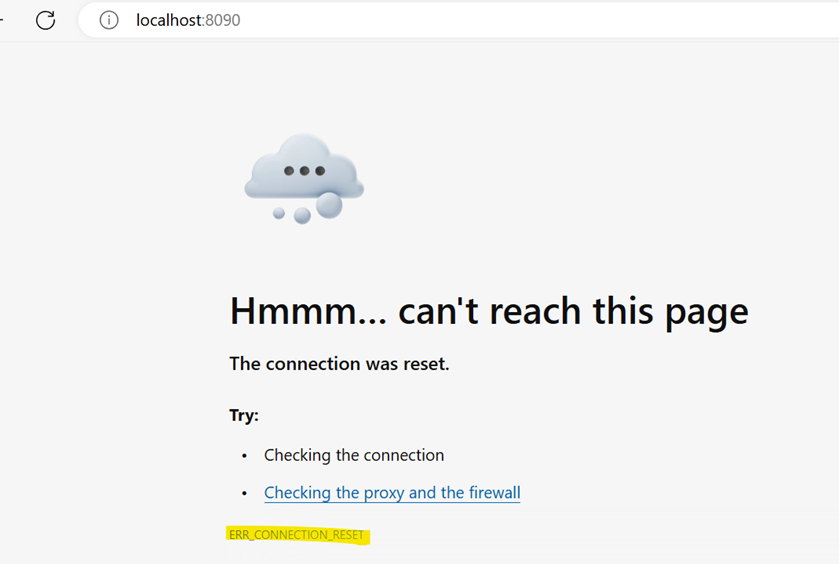 localhost:8090
Hmmm... can't reach this page
The connection was reset.
Try:
• Checking the connection
• Checking the proxy and the firewall
ERR_CONNECTION_RESET